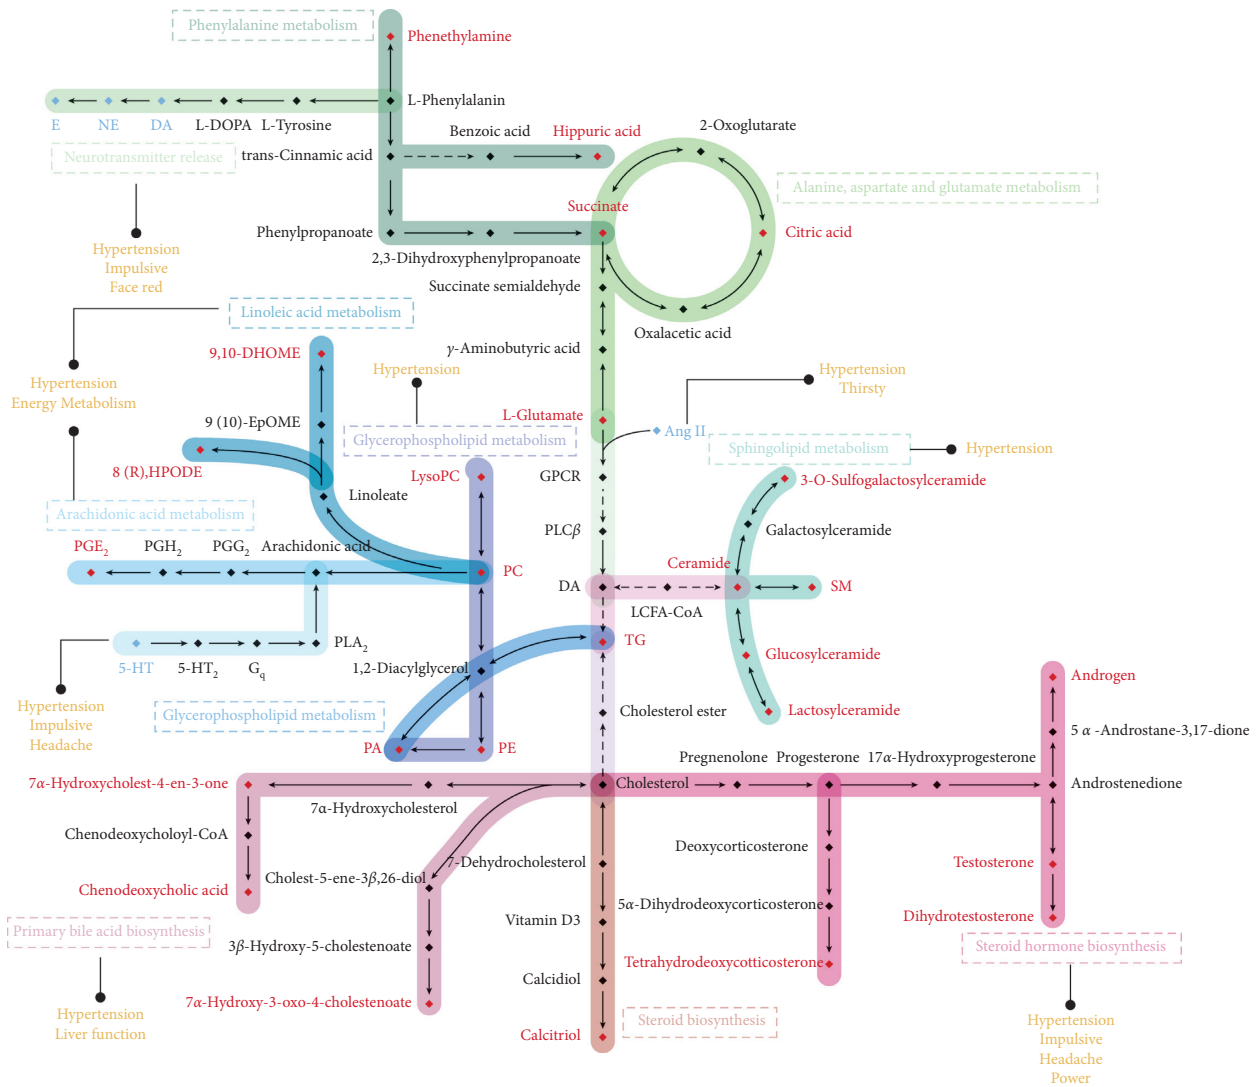 Phenylalanine metabolism
Phenethylamine
L-Phenylalanin
E
NE
DA
L-DOPA
L-Tyrosine
Neurotransmitter release
trans-Cinnamic acid
Benzoic acid
Hippuric acid
2-Oxoglutarate
Alanine, aspartate and glutamate metabolism
Succinate
Citric acid
Phenylpropanoate
2,3-Dihydroxyphenylpropanoate
Hypertension
Impulsive
Face red
Succinate semialdehyde
Oxalacetic acid
Linoleic acid metabolism
γ-Aminobutyric acid
9,10-DHOME
Hypertension
Hypertension
Thirsty
Hypertension
Energy Metabolism
9 (10)-EpOME
L-Glutamate
Ang II
Glycerophospholipid metabolism
Sphingolipid metabolism
Hypertension
8 (R),HPODE
LysoPC
GPCR
3-O-Sulfogalactosylceramide
Linoleate
Arachidonic acid metabolism
PLCβ
Galactosylceramide
PGE2
PGH2
PGG2
Arachidonic acid
PC
Ceramide
DA
LCFA-CoA
SM
PLA2
TG
5-HT
5-HT2
Gq
1,2-Diacylglycerol
Glucosylceramide
Androgen
Hypertension
Impulsive
Headache
Glycerophospholipid metabolism
Cholesterol ester
Lactosylceramide
5 α -Androstane-3,17-dione
PA
PE
Pregnenolone
Progesterone
17α-Hydroxyprogesterone
7α-Hydroxycholest-4-en-3-one
7α-Hydroxycholesterol
Cholesterol
Androstenedione
Chenodeoxycholoyl-CoA
Deoxycorticosterone
7-Dehydrocholesterol
Testosterone
Cholest-5-ene-3β,26-diol
Chenodeoxycholic acid
5α-Dihydrodeoxycorticosterone
Dihydrotestosterone
Vitamin D3
Primary bile acid biosynthesis
3β-Hydroxy-5-cholestenoate
Steroid hormone biosynthesis
Tetrahydrodeoxycotticosterone
Calcidiol
7α-Hydroxy-3-oxo-4-cholestenoate
Hypertension
Liver function
Steroid biosynthesis
Calcitriol
Hypertension
Impulsive
Headache
Power